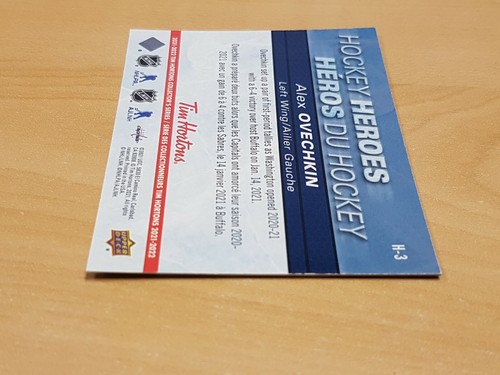 HOCKEY HEROES
HÉROS DU HOCKEY
H-3
Alex OVECHKIN
Left Wing/Ailier Gauche
Ovechkin set up a pair of first-period tallies as Washington opened 2020-21
with a 6-4 victory over host Buffalo on Jan. 14, 2021.
Ovechkin a préparé deux buts alors que les Capitals ont amorcé leur saison 2020-
2021 avec un gain de 6 à 4 contre les Sabres, le 14 janvier 2021 à Buffalo.
Tim Hortons
2021-2022 TIM HORTONS COLLECTOR'S SERIES / SÉRIE DES COLLECTIONNEURS TIM HORTONS 2021-2022
NHL
NHLPA
UPPER DECK